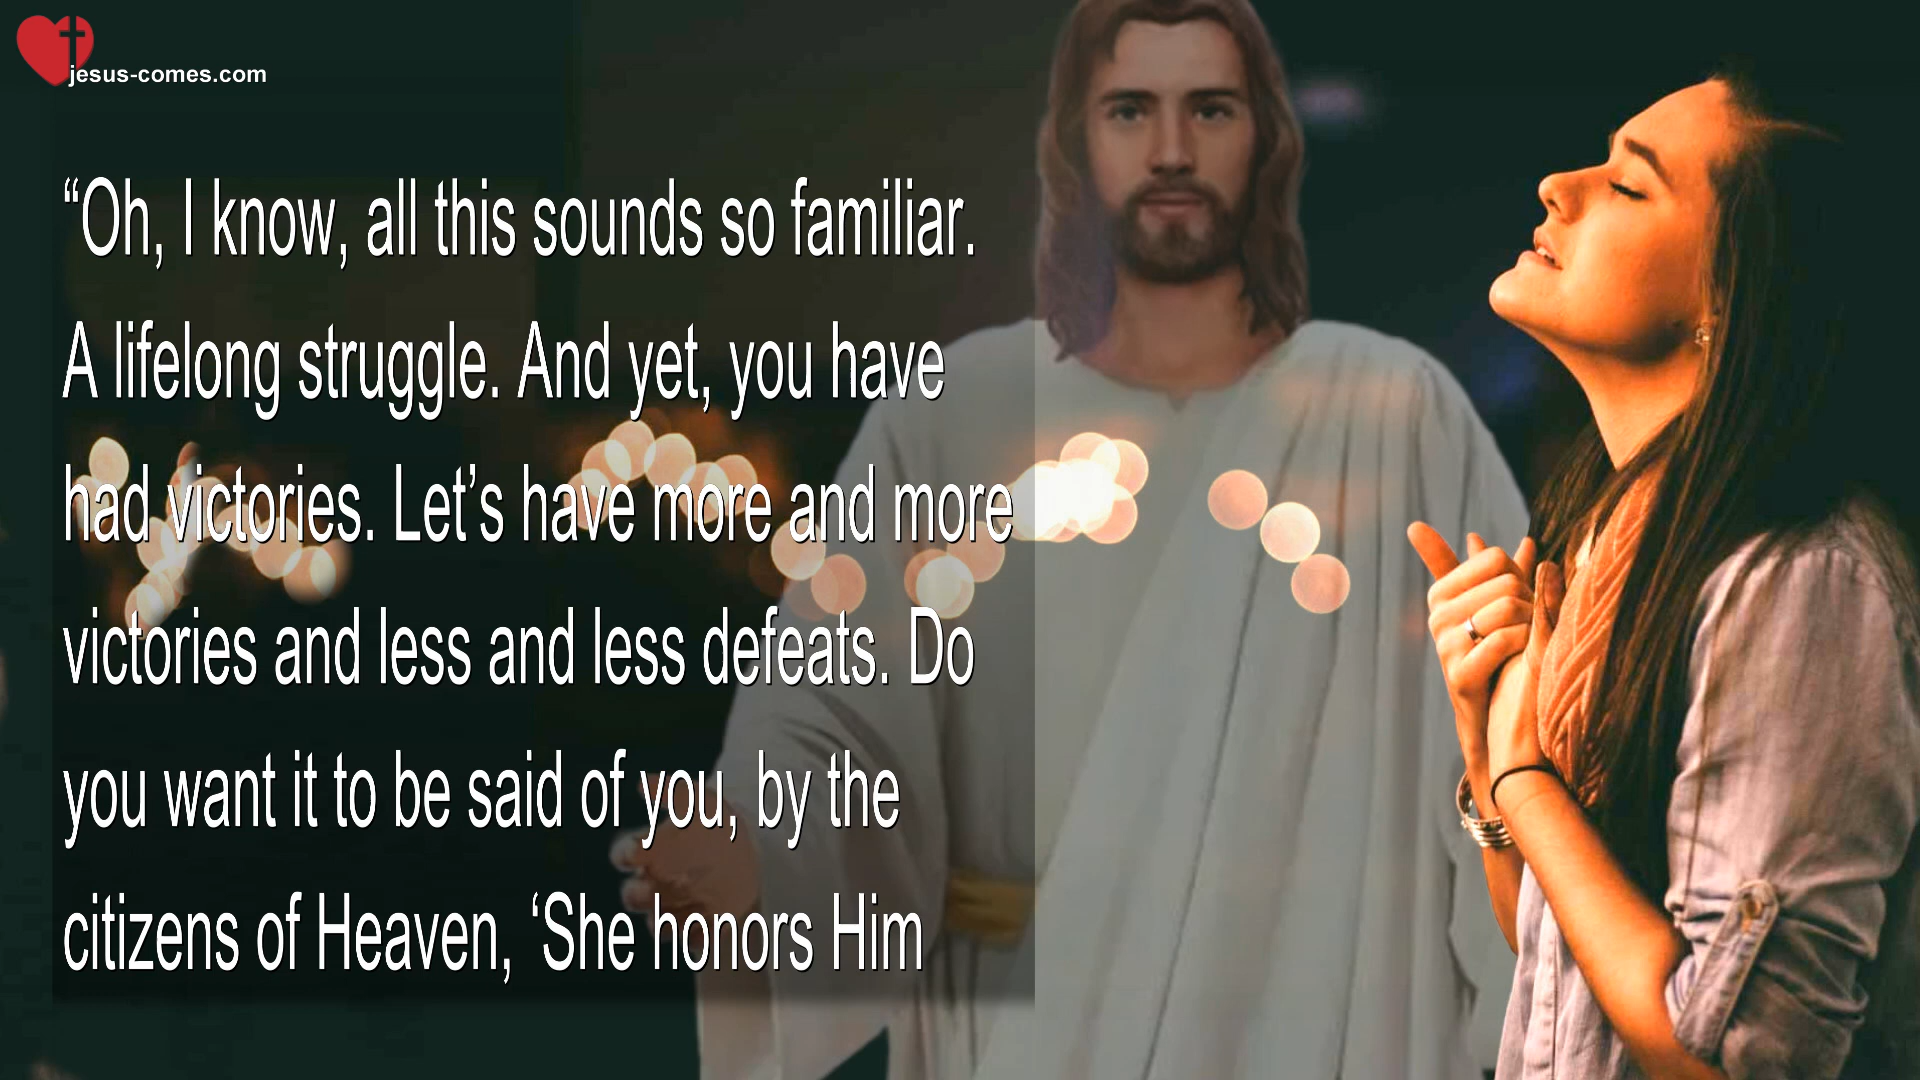 jesus-comes.com
“Oh, I know, all this sounds so familiar.
A lifelong struggle. And yet, you have
had victories. Let’s have more and more
victories and less and less defeats. Do
you want it to be said of you, by the
citizens of Heaven, ‘She honors Him